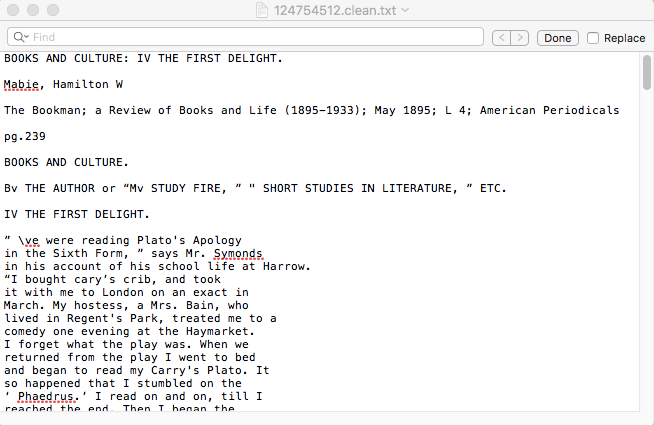 124754512.clean.txt
Find
Done
Replace
BOOKS AND CULTURE: IV THE FIRST DELIGHT.
Mabie, Hamilton W
The Bookman; a Review of Books and Life (1895-1933); May 1895; L 4; American Periodicals
pg.239
BOOKS AND CULTURE.
Bv THE AUTHOR or “Mv STUDY FIRE, ” " SHORT STUDIES IN LITERATURE, ” ETC.
IV THE FIRST DELIGHT.
” \ve were reading Plato's Apology
in the Sixth Form, ” says Mr. Symonds
in his account of his school life at Harrow.
“I bought cary’s crib, and took
it with me to London on an exact in
March. My hostess, a Mrs. Bain, who
lived in Regent's Park, treated me to a
comedy one evening at the Haymarket.
I forget what the play was. When we
returned from the play I went to bed
and began to read my Carry's Plato. It
so happened that I stumbled on the
‘ Phaedrus.’ I read on and on, till I
reached the end. Then I began the